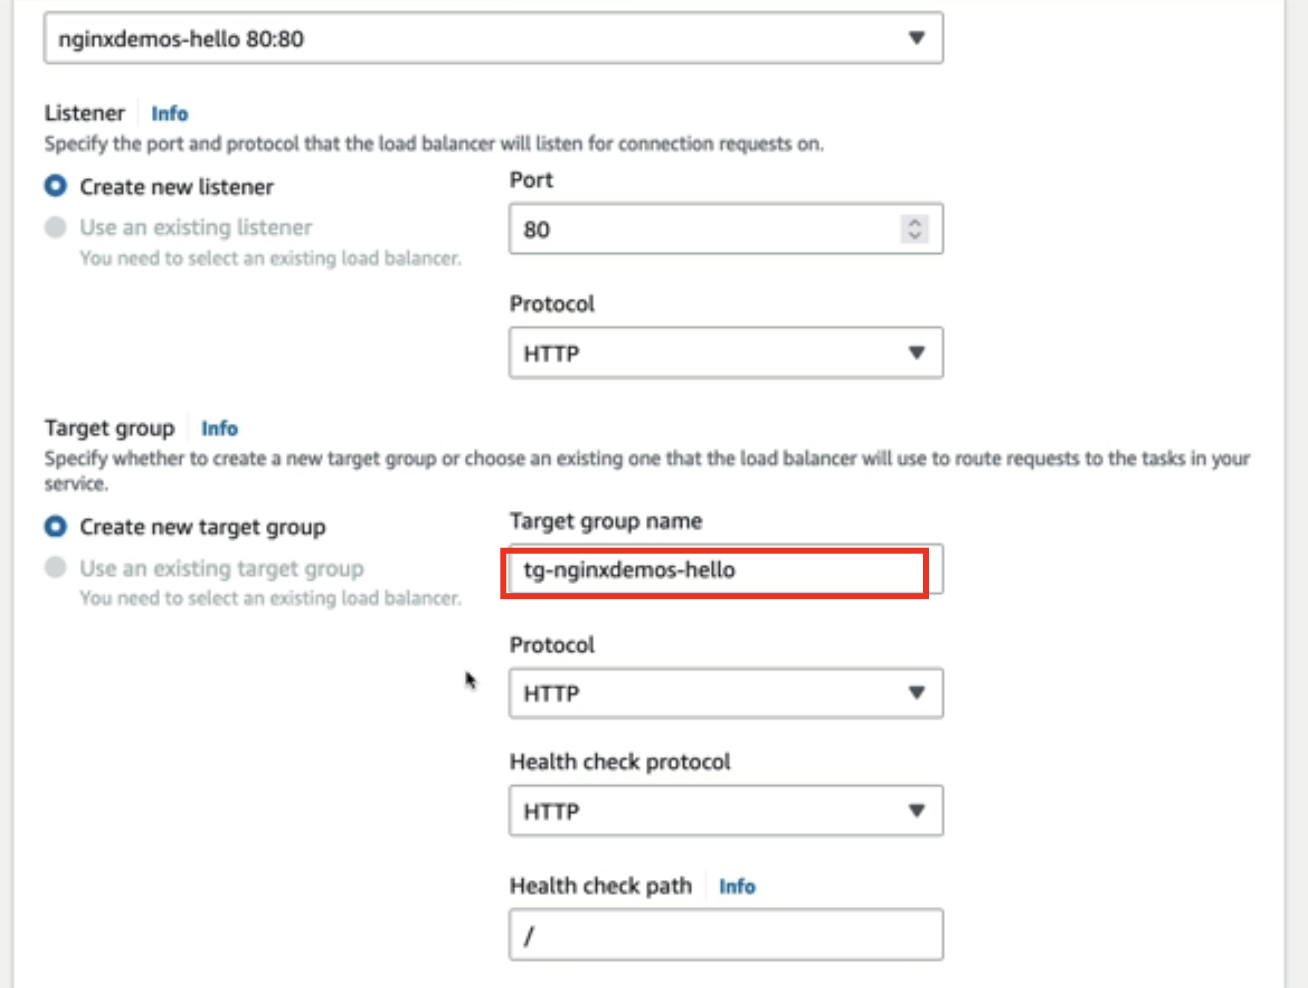 nginxdemos-hello 80:80
Listener Info
Specify the port and protocol that the load balancer will listen for connection requests on.
Create new listener
Use an existing listener
You need to select an existing load balancer.
Port
80
Protocol
HTTP
Target group Info
Specify whether to create a new target group or choose an existing one that the load balancer will use to route requests to the tasks in your
service.
Create new target group
Use an existing target group
You need to select an existing load balancer.
Target group name
tg-nginxdemos-hello
Protocol
HTTP
Health check protocol
HTTP
Health check path Info
/